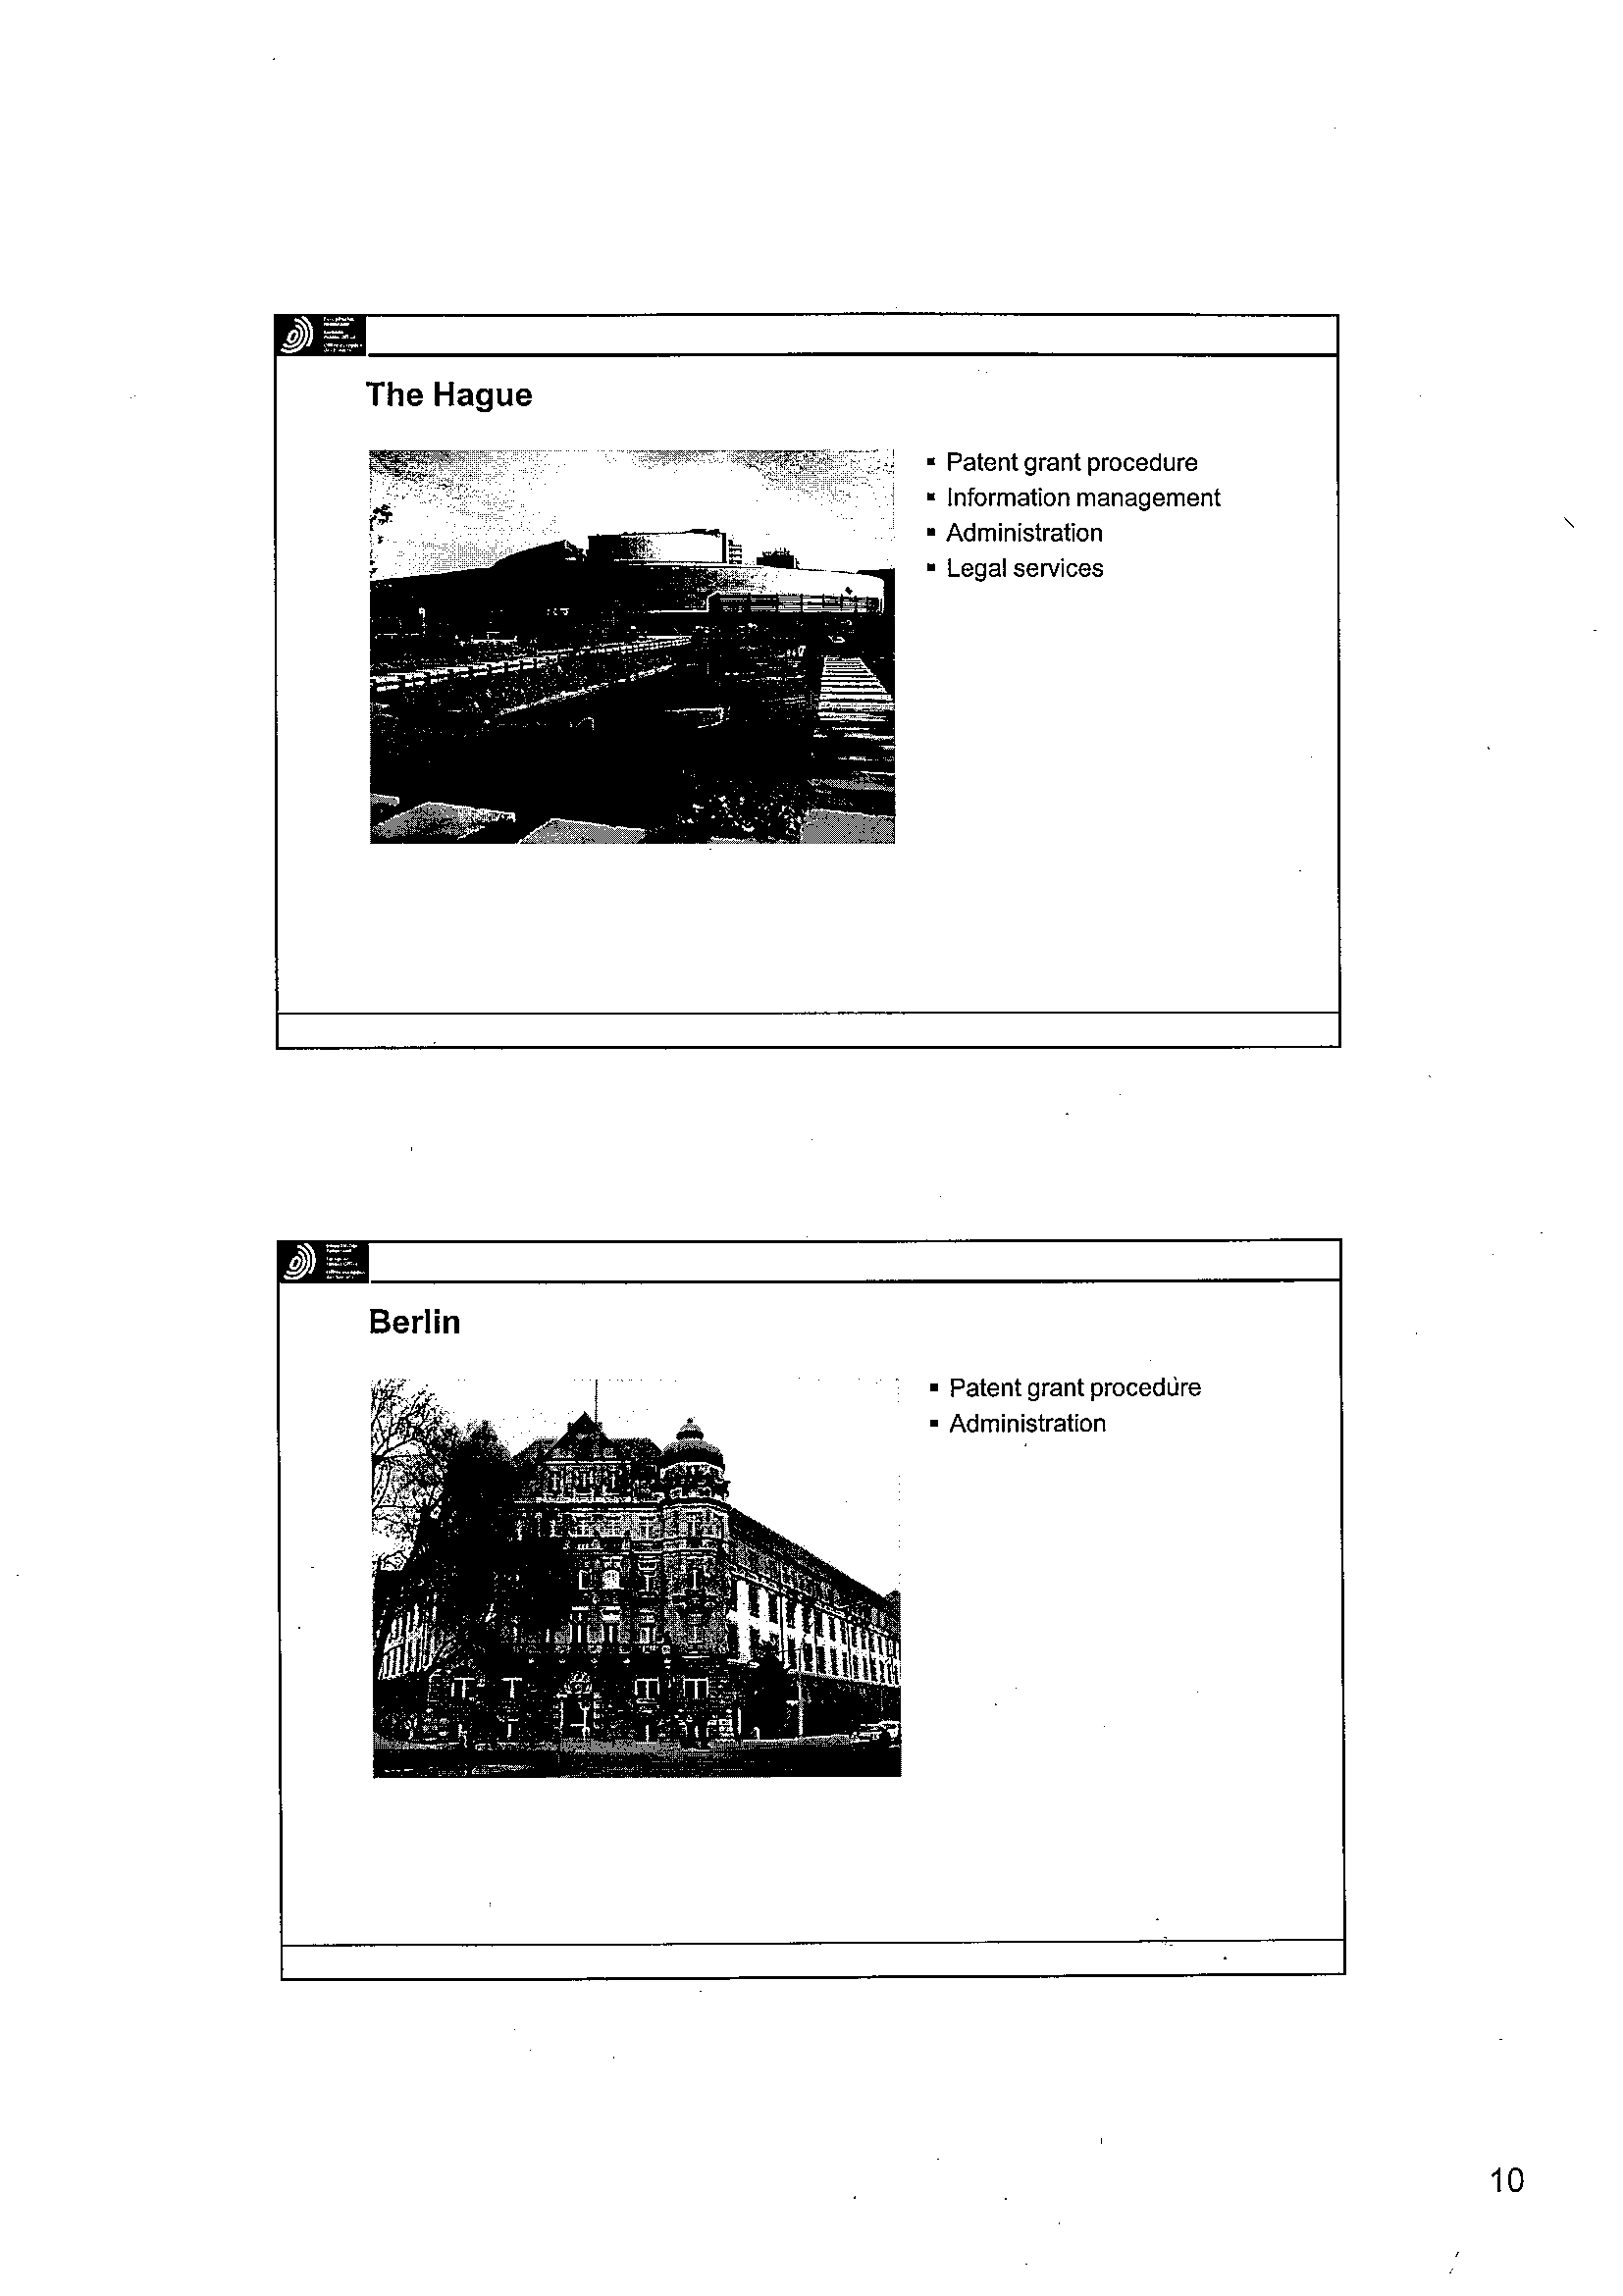 The Hague
▪ Patent grant procedure
▪ Information management
▪ Administration
▪ Legal services
Berlin
▪ Patent grant procedure
▪ Administration
10